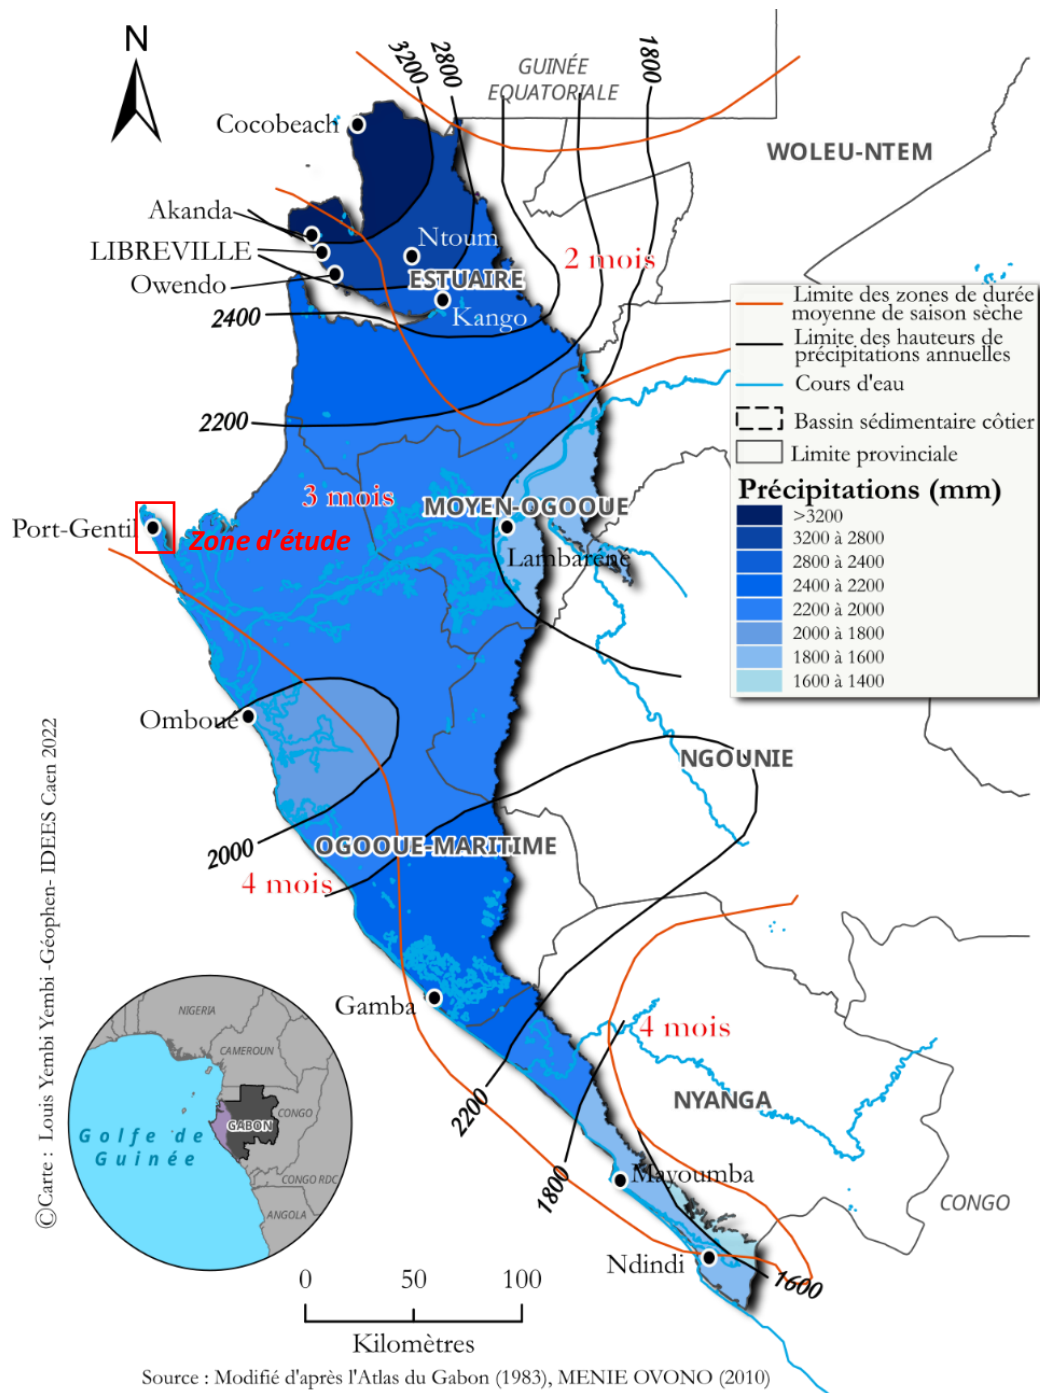 N
3200
2800
1800
GUINÉE
EQUATORIALE
Cocobeach
WOLEU-NTEM
Akanda
LIBREVILLE
Ntoum
Owendo
ESTUAIRE
2 mois
Kango
2400
2200
Limite des zones de durée
moyenne de saison sèche
Limite des hauteurs de
précipitations annuelles
Cours d'eau
Bassin sédimentaire côtier
Limite provinciale
Précipitations (mm)
>3200
3200 à 2800
2800 à 2400
2400 à 2200
2200 à 2000
2000 à 1800
1800 à 1600
1600 à 1400
3 mois
MOYEN-OGOOUE
Port-Gentil
Zone d'étude
Lambarené
Omboué
NGOUNIE
2000
OGOOUE-MARITIME
4 mois
Gamba
4 mois
NYANGA
2200
1800
Mayoumba
CONGO
Ndindi
1600
NIGERIA
CAMEROUN
CONGO
GABON
Golfe de
Guinée
CONGO RDC
ANGOLA
©Carte : Louis Yembi Yembi -Géophen- IDEES Caen 2022
0 50 100
Kilomètres
Source : Modifié d'après l'Atlas du Gabon (1983), MENIE OVONO (2010)